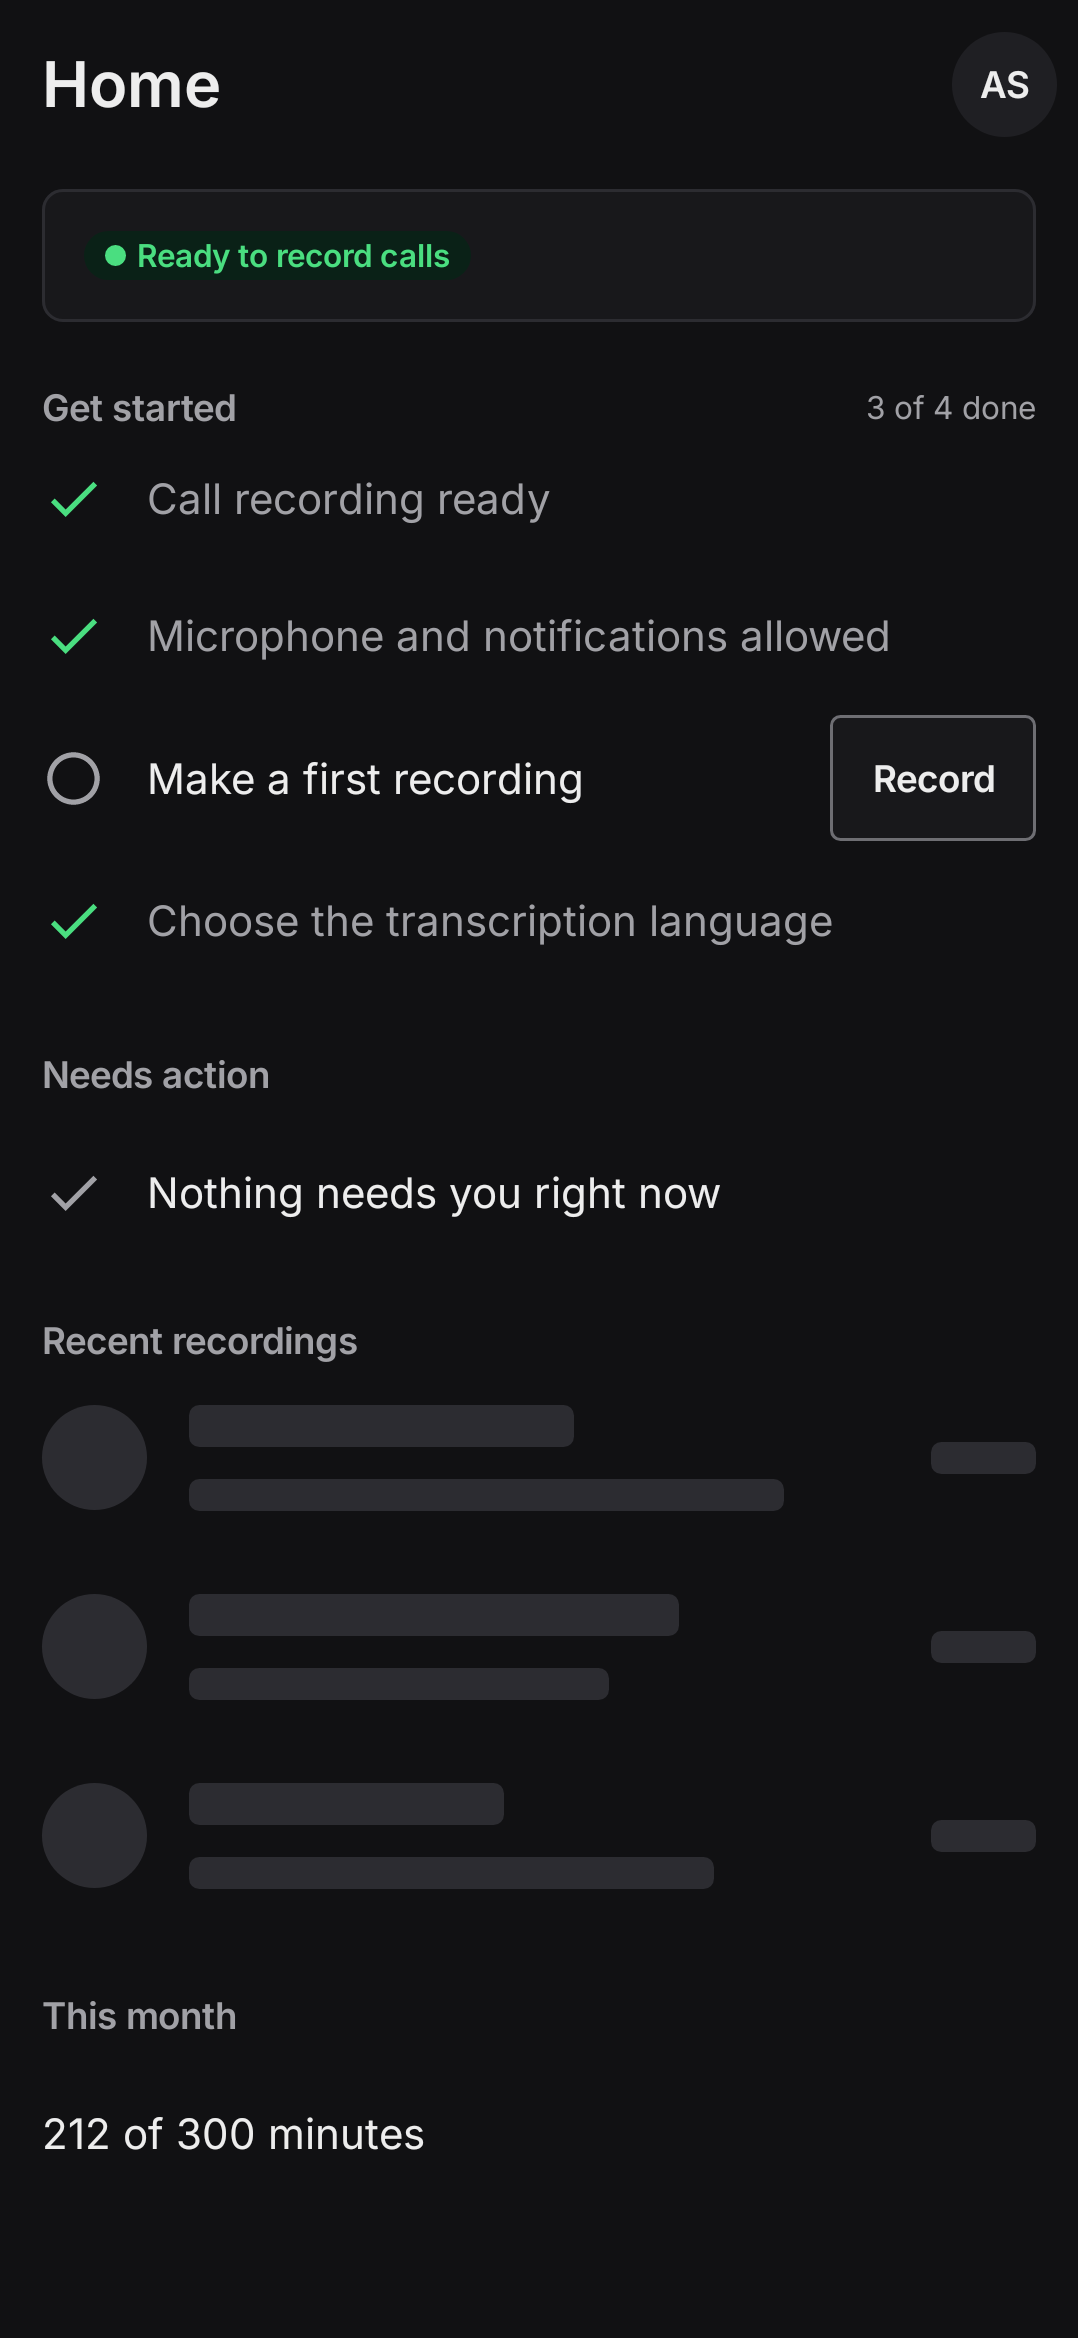 Home
AS
Ready to record calls
Get started
3 of 4 done
Call recording ready
Microphone and notifications allowed
Make a first recording
Record
Choose the transcription language
Needs action
Nothing needs you right now
Recent recordings
This month
212 of 300 minutes